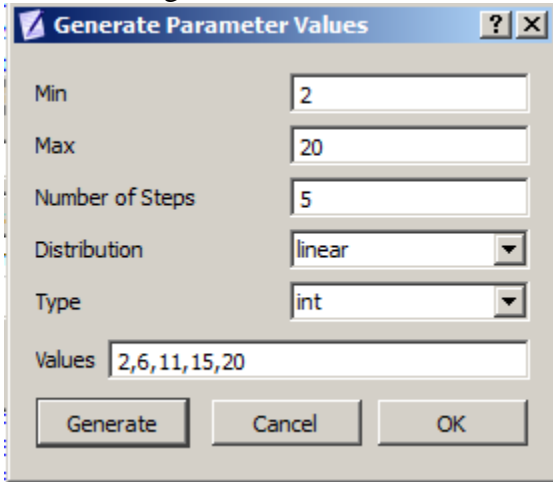 Generate Parameter Values
Min 2
Max 20
Number of Steps 5
Distribution linear
Type int
Values 2,6,11,15,20
Generate Cancel OK